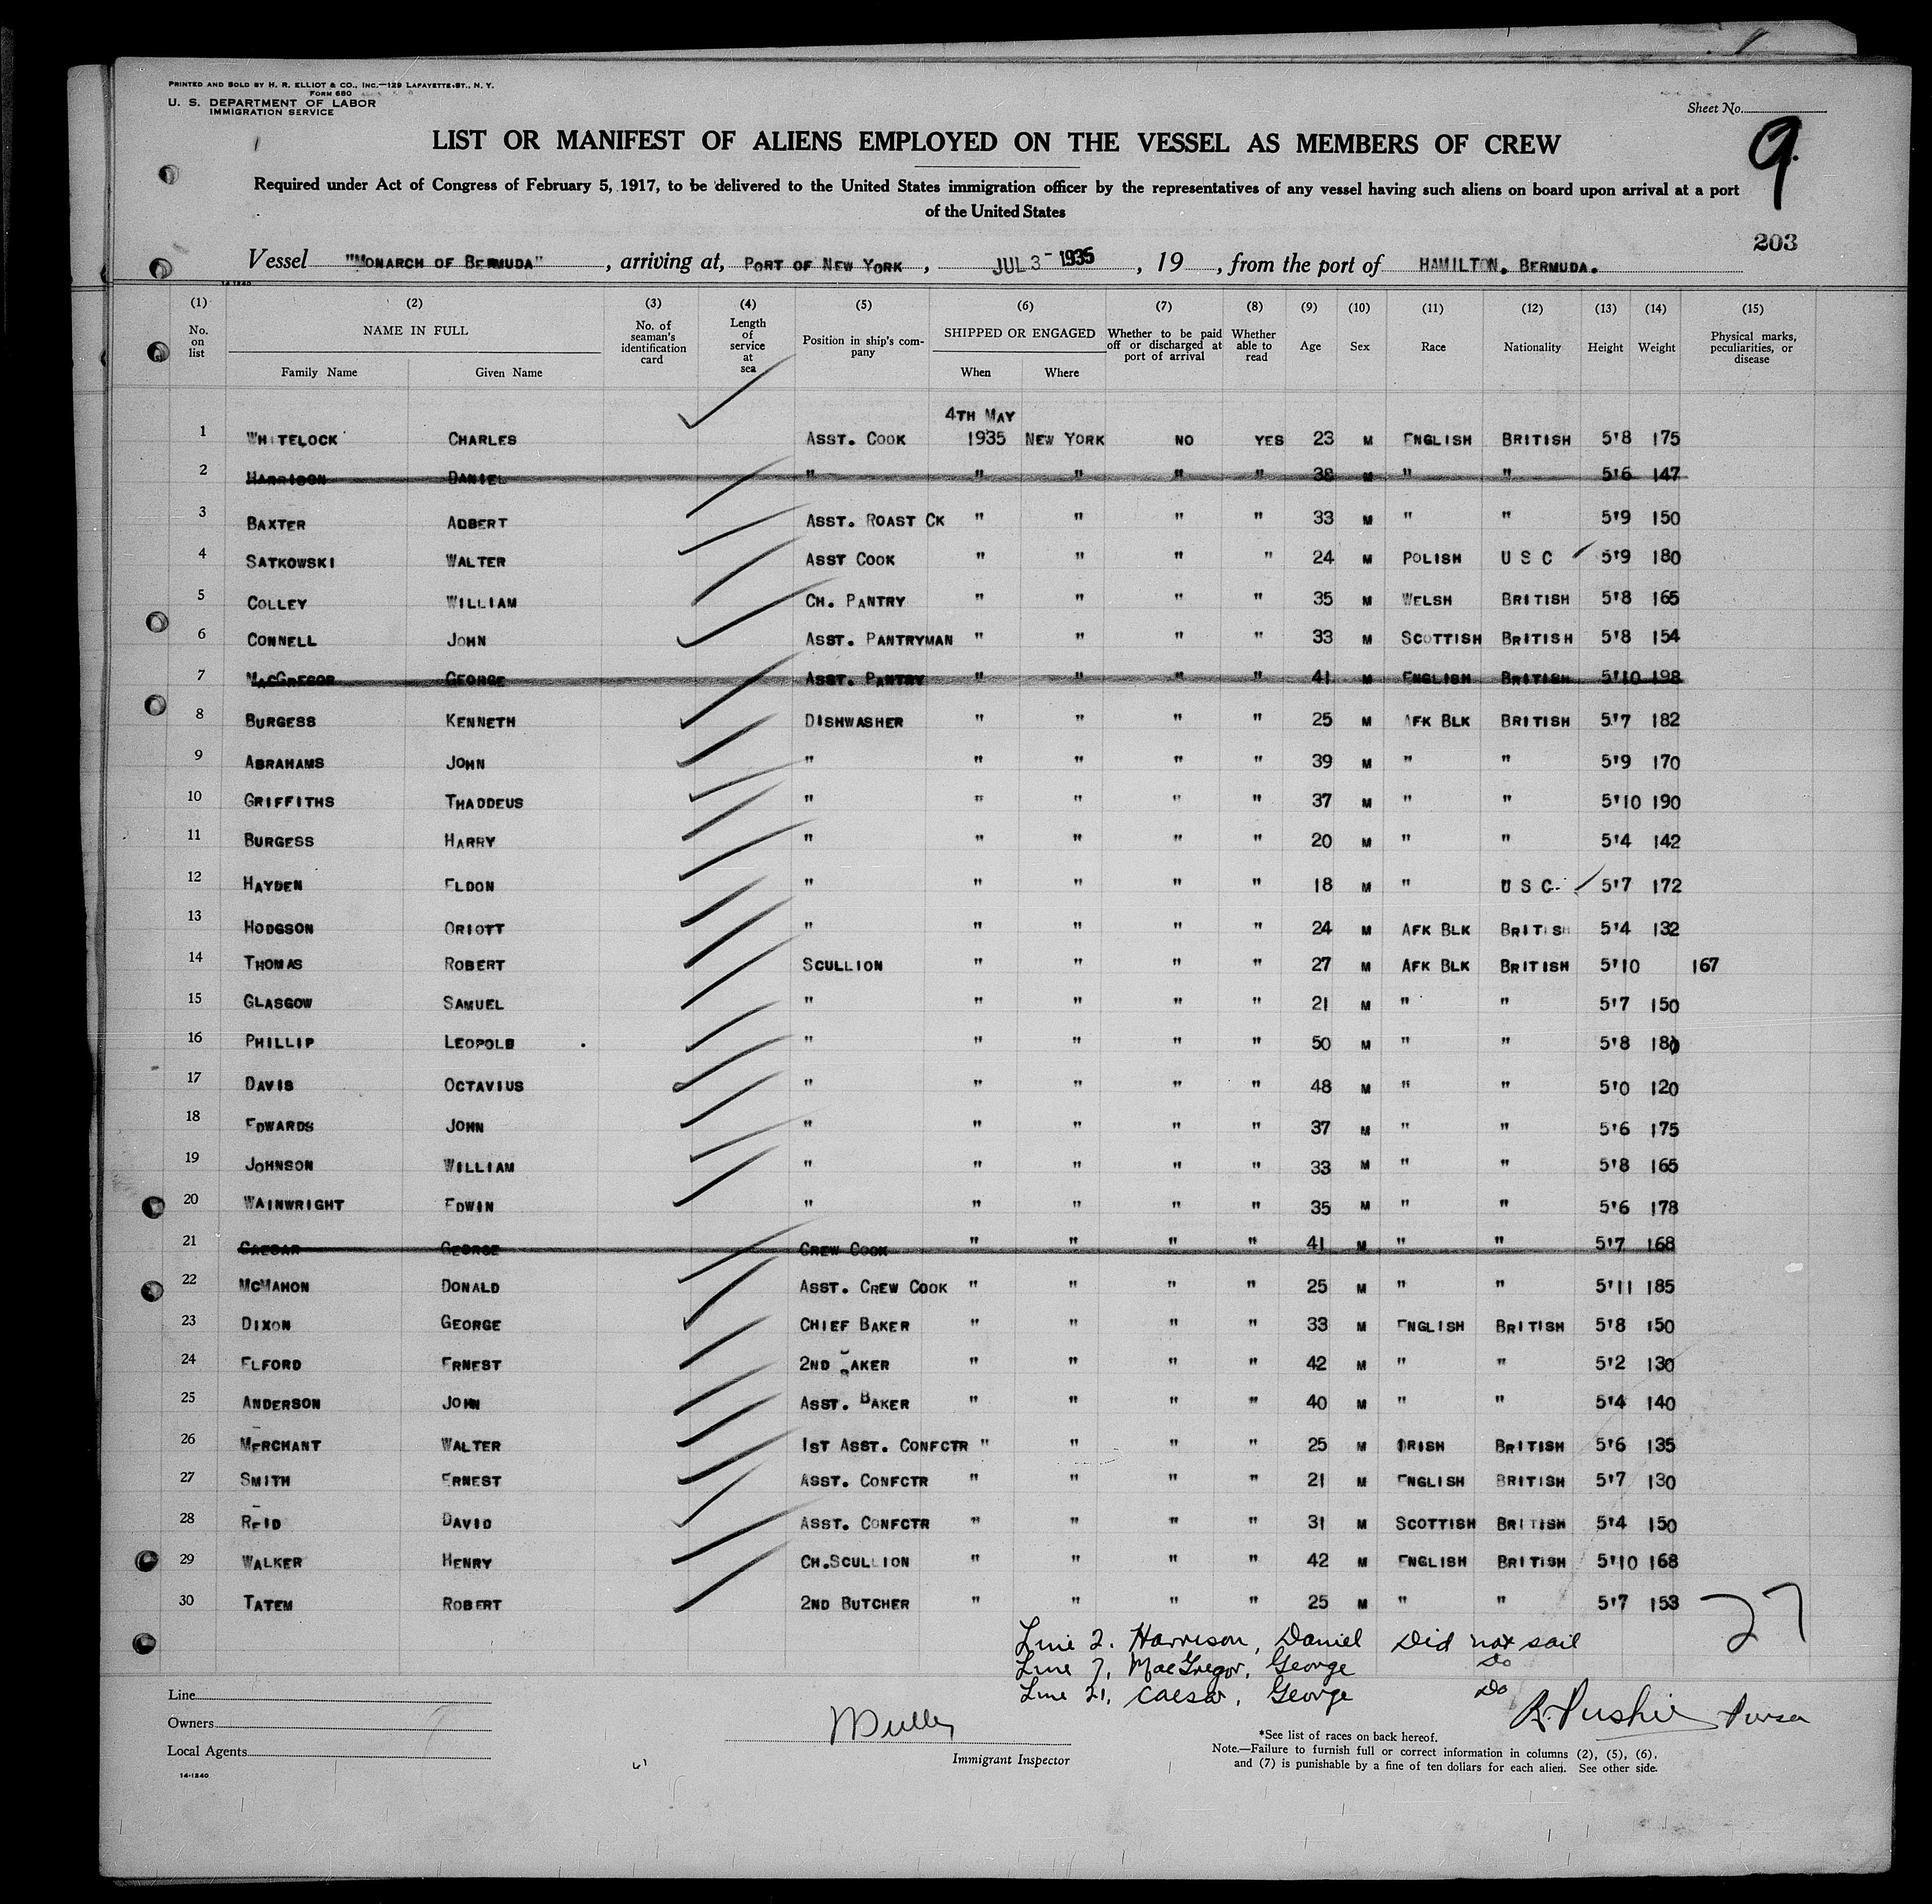 PRINTED AND SOLD BY H. R. ELLIOT & CO., INC.—129 LAFAYETTE ST., N. Y.
FORM 680
U. S. DEPARTMENT OF LABOR
IMMIGRATION SERVICE
Sheet No.
9
LIST OR MANIFEST OF ALIENS EMPLOYED ON THE VESSEL AS MEMBERS OF CREW
Required under Act of Congress of February 5, 1917, to be delivered to the United States immigration officer by the representatives of any vessel having such aliens on board upon arrival at a port
of the United States
203
Vessel "MONARCH OF BERMUDA", arriving at, PORT OF NEW YORK, JUL 3 - 1935, 19 , from the port of HAMILTON, BERMUDA.
14-1240
(1) (2) (3) (4) (5) (6) (7) (8) (9) (10) (11) (12) (13) (14) (15)
No. on list NAME IN FULL Family Name Given Name No. of seaman's identification card Length of service at sea Position in ship's company SHIPPED OR ENGAGED When Where Whether to be paid off or discharged at port of arrival Whether able to read Age Sex Race Nationality Height Weight Physical marks, peculiarities, or disease
4TH MAY
1 WHITELOCK CHARLES ASST. COOK 1935 NEW YORK NO YES 23 M ENGLISH BRITISH 5'8 175
2 HARRISON DANIEL " " " " " 38 M " " 5'6 147
3 BAXTER ADBERT ASST. ROAST CK " " " " 33 M " " 5'9 150
4 SATKOWSKI WALTER ASST COOK " " " " 24 M POLISH U S C 5'9 180
5 COLLEY WILLIAM CH. PANTRY " " " " 35 M WELSH BRITISH 5'8 165
6 CONNELL JOHN ASST. PANTRYMAN " " " " 33 M SCOTTISH BRITISH 5'8 154
7 MACGREGOR GEORGE ASST. PANTRY " " " " 41 M ENGLISH BRITISH 5'10 198
8 BURGESS KENNETH DISHWASHER " " " " 25 M AFK BLK BRITISH 5'7 182
9 ABRAHAMS JOHN " " " " " 39 M " " 5'9 170
10 GRIFFITHS THADDEUS " " " " " 37 M " " 5'10 190
11 BURGESS HARRY " " " " " 20 M " " 5'4 142
12 HAYDEN ELDON " " " " " 18 M " U S C 5'7 172
13 HODGSON ORIOTT " " " " " 24 M AFK BLK BRITISH 5'4 132
14 THOMAS ROBERT SCULLION " " " " 27 M AFK BLK BRITISH 5'10 167
15 GLASGOW SAMUEL " " " " " 21 M " " 5'7 150
16 PHILLIP LEOPOLD " " " " " 50 M " " 5'8 180
17 DAVIS OCTAVIUS " " " " " 48 M " " 5'0 120
18 EDWARDS JOHN " " " " " 37 M " " 5'6 175
19 JOHNSON WILLIAM " " " " " 33 M " " 5'8 165
20 WAINWRIGHT EDWIN " " " " " 35 M " " 5'6 178
21 CAESAR GEORGE CREW COOK " " " " 41 M " " 5'7 168
22 MCMAHON DONALD ASST. CREW COOK " " " " 25 M " " 5'11 185
23 DIXON GEORGE CHIEF BAKER " " " " 33 M ENGLISH BRITISH 5'8 150
24 ELFORD ERNEST 2ND BAKER " " " " 42 M " " 5'2 130
25 ANDERSON JOHN ASST. BAKER " " " " 40 M " " 5'4 140
26 MERCHANT WALTER 1ST ASST. CONFCTR " " " " 25 M IRISH BRITISH 5'6 135
27 SMITH ERNEST ASST. CONFCTR " " " " 21 M ENGLISH BRITISH 5'7 130
28 REID DAVID ASST. CONFCTR " " " " 31 M SCOTTISH BRITISH 5'4 150
29 WALKER HENRY CH.SCULLION " " " " 42 M ENGLISH BRITISH 5'10 168
30 TATEM ROBERT 2ND BUTCHER " " " " 25 M " " 5'7 153
27
Line 2. Harrison, Daniel Did not sail
Line 7, MacGregor, George Do
Line 21, Caesar, George Do
Line
Owners
Local Agents
14-1240
Immigrant Inspector
Purser
*See list of races on back hereof.
Note.—Failure to furnish full or correct information in columns (2), (5), (6),
and (7) is punishable by a fine of ten dollars for each alien. See other side.